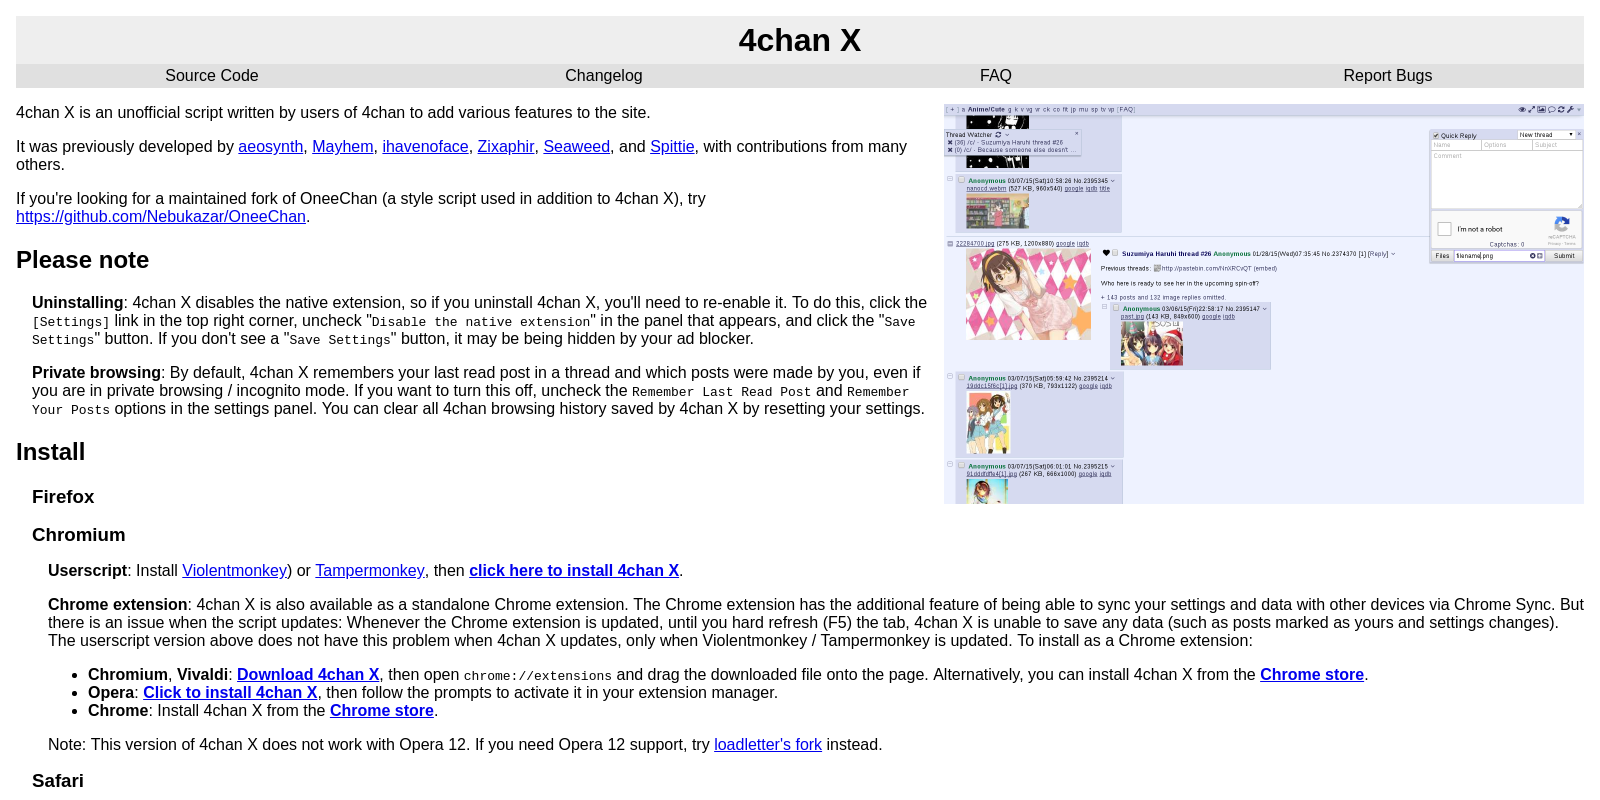 4chan X
Source Code
Changelog
FAQ
Report Bugs
4chan X is an unofficial script written by users of 4chan to add various features to the site.
It was previously developed by aeosynth, Mayhem, ihavenoface, Zixaphir, Seaweed, and Spittie, with contributions from many
others.
If you're looking for a maintained fork of OneeChan (a style script used in addition to 4chan X), try
https://github.com/Nebukazar/OneeChan.
Please note
Uninstalling: 4chan X disables the native extension, so if you uninstall 4chan X, you'll need to re-enable it. To do this, click the
[Settings] link in the top right corner, uncheck "Disable the native extension" in the panel that appears, and click the "Save
Settings" button. If you don't see a "Save Settings" button, it may be being hidden by your ad blocker.
Private browsing: By default, 4chan X remembers your last read post in a thread and which posts were made by you, even if
you are in private browsing / incognito mode. If you want to turn this off, uncheck the Remember Last Read Post and Remember
Your Posts options in the settings panel. You can clear all 4chan browsing history saved by 4chan X by resetting your settings.
Install
Firefox
Chromium
Userscript: Install Violentmonkey) or Tampermonkey, then click here to install 4chan X.
Chrome extension: 4chan X is also available as a standalone Chrome extension. The Chrome extension has the additional feature of being able to sync your settings and data with other devices via Chrome Sync. But
there is an issue when the script updates: Whenever the Chrome extension is updated, until you hard refresh (F5) the tab, 4chan X is unable to save any data (such as posts marked as yours and settings changes).
The userscript version above does not have this problem when 4chan X updates, only when Violentmonkey / Tampermonkey is updated. To install as a Chrome extension:
• Chromium, Vivaldi: Download 4chan X, then open chrome://extensions and drag the downloaded file onto the page. Alternatively, you can install 4chan X from the Chrome store.
• Opera: Click to install 4chan X, then follow the prompts to activate it in your extension manager.
• Chrome: Install 4chan X from the Chrome store.
Note: This version of 4chan X does not work with Opera 12. If you need Opera 12 support, try loadletter's fork instead.
Safari
[ + ] a Anime/Cute g k v vg vr ck co fit jp mu sp tv vp [FAQ]
Thread Watcher
(36) /c/ - Suzumiya Haruhi thread #26
(0) /c/ - Because someone else doesn't ...
Anonymous 03/07/15(Sat)10:58:26 No.2395345
nanocd.webm (527 KB, 960x540) google iqdb title
22284700.jpg (275 KB, 1200x880) google iqdb
Suzumiya Haruhi thread #26 Anonymous 01/28/15(Wed)07:35:45 No.2374370 [1] [Reply]
Previous threads: http://pastebin.com/NnXRCvQT (embed)
Who here is ready to see her in the upcoming spin-off?
+ 143 posts and 132 image replies omitted.
Anonymous 03/06/15(Fri)22:58:17 No.2395147
past.jpg (143 KB, 849x600) google iqdb
Anonymous 03/07/15(Sat)05:59:42 No.2395214
19ddc15f6c[1].jpg (370 KB, 793x1122) google iqdb
Anonymous 03/07/15(Sat)06:01:01 No.2395215
(267 KB, 666x1000) google iqdb
Quick Reply
New thread
Name
Options
Subject
Comment
I'm not a robot
reCAPTCHA
Privacy - Terms
Captchas: 0
Files
filename.png
Submit